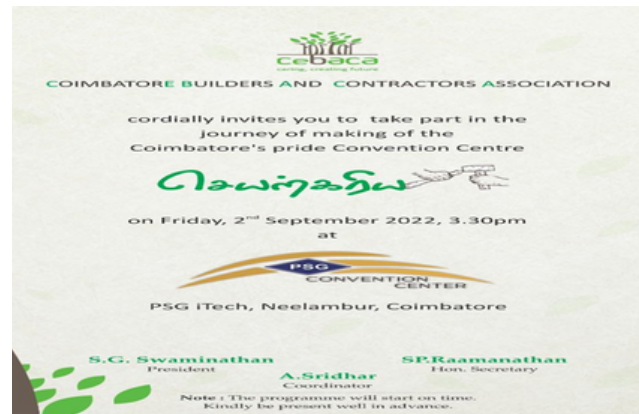 cebaca
caring, creating future
COIMBATORE BUILDERS AND CONTRACTORS ASSOCIATION
cordially invites you to take part in the
journey of making of the
Coimbatore's pride Convention Centre
செயற்கரிய
on Friday, 2nd September 2022, 3.30pm
at
PSG
CONVENTION
CENTER
PSG iTech, Neelambur, Coimbatore
S.G. Swaminathan
President
SP.Raamanathan
Hon. Secretary
A.Sridhar
Coordinator
Note : The programme will start on time.
Kindly be present well in advance.